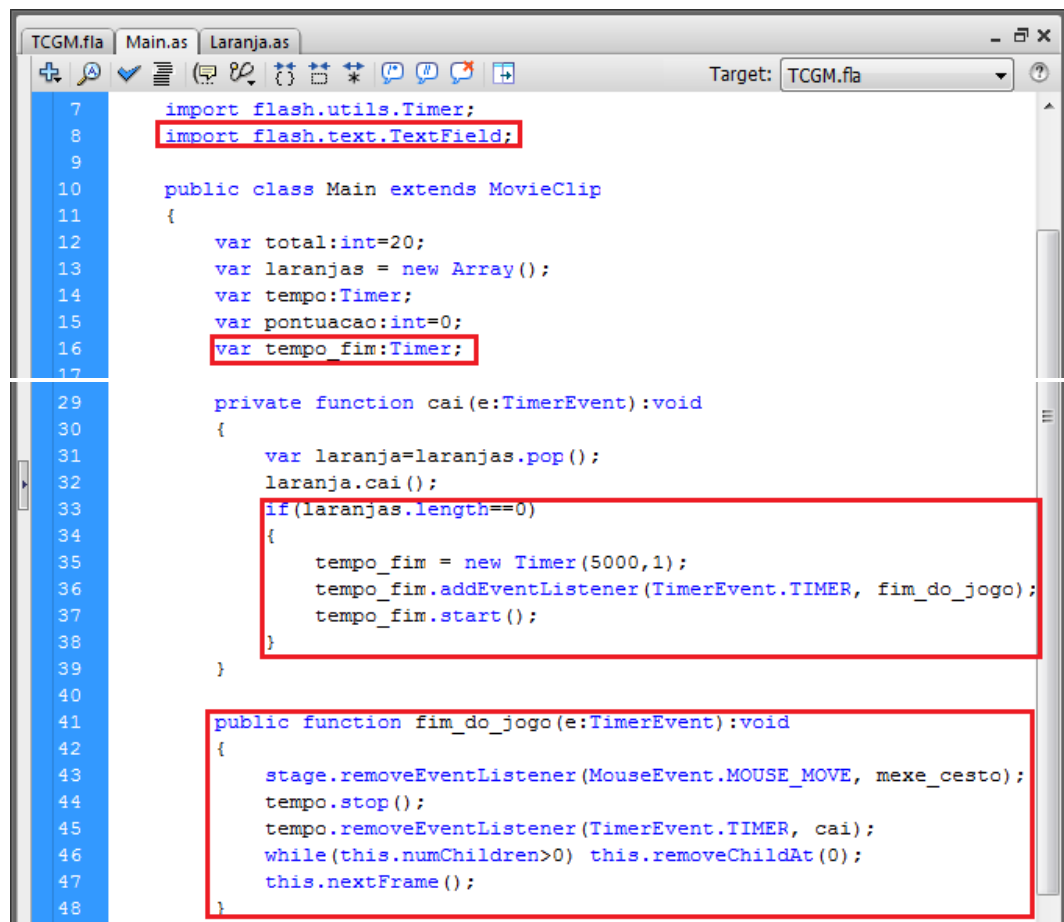 TCGM.fla Main.as Laranja.as
Target: TCGM.fla
7 import flash.utils.Timer;
8 import flash.text.TextField;
9
10 public class Main extends MovieClip
11 {
12 var total:int=20;
13 var laranjas = new Array();
14 var tempo:Timer;
15 var pontuacao:int=0;
16 var tempo_fim:Timer;
17
29 private function cai(e:TimerEvent):void
30 {
31 var laranja=laranjas.pop();
32 laranja.cai();
33 if(laranjas.length==0)
34 {
35 tempo_fim = new Timer(5000,1);
36 tempo_fim.addEventListener(TimerEvent.TIMER, fim_do_jogo);
37 tempo_fim.start();
38 }
39 }
40
41 public function fim_do_jogo(e:TimerEvent):void
42 {
43 stage.removeEventListener(MouseEvent.MOUSE_MOVE, mexe_cesto);
44 tempo.stop();
45 tempo.removeEventListener(TimerEvent.TIMER, cai);
46 while(this.numChildren>0) this.removeChildAt(0);
47 this.nextFrame();
48 }